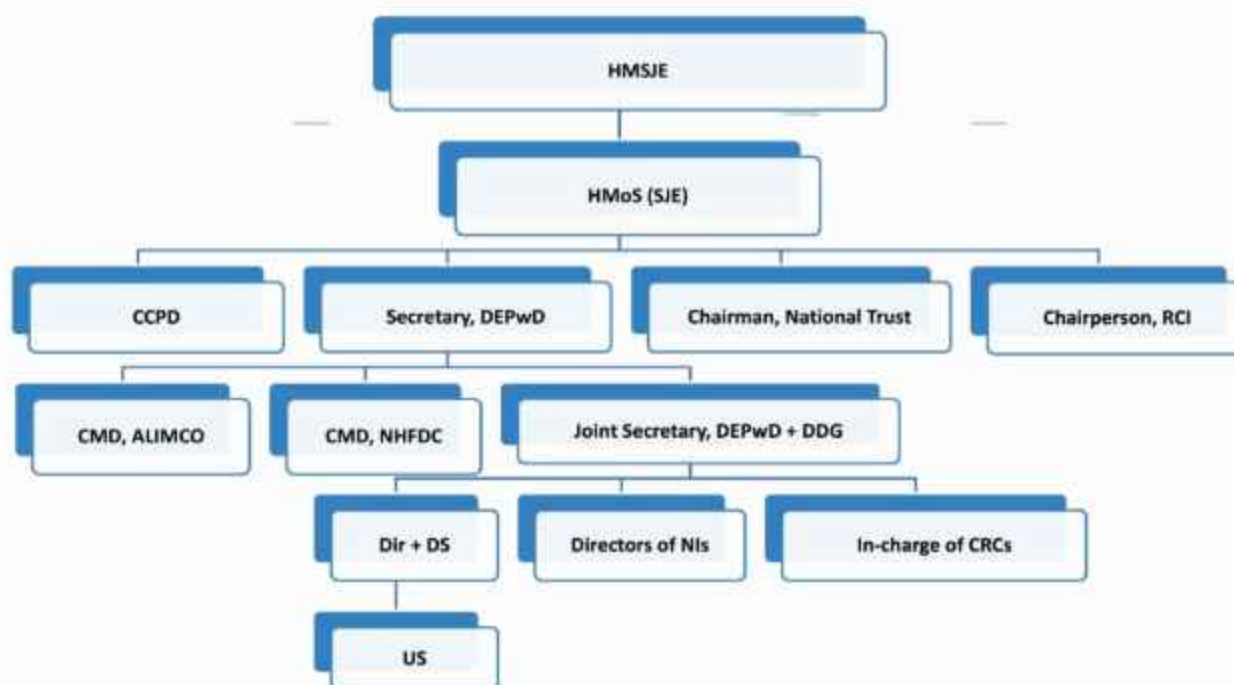 HMSJE
HMoS (SJE)
CCPD
Secretary, DEPwD
Chairman, National Trust
Chairperson, RCI
CMD, ALIMCO
CMD, NHFDC
Joint Secretary, DEPwD + DDG
Dir + DS
Directors of NIs
In-charge of CRCs
US